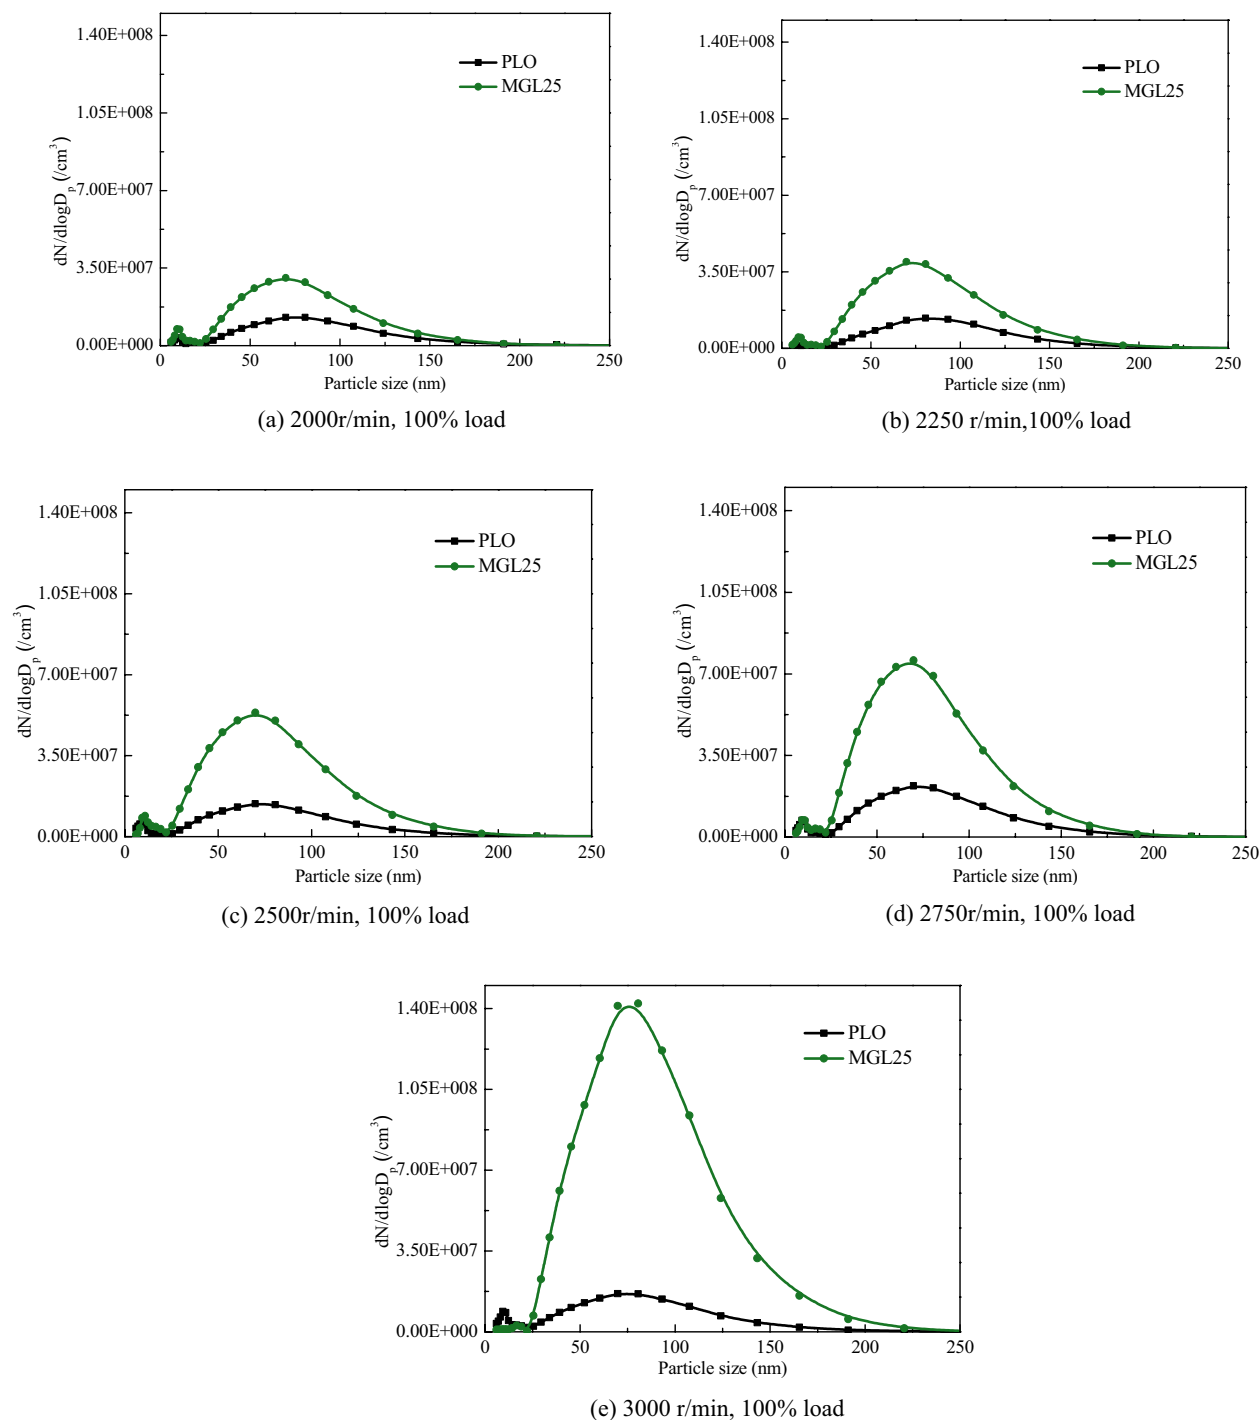 1.40E+008
1.05E+008
7.00E+007
3.50E+007
0.00E+000
dN/dlogDp (/cm3)
PLO
MGL25
0 50 100 150 200 250
Particle size (nm)
(a) 2000r/min, 100% load
1.40E+008
1.05E+008
7.00E+007
3.50E+007
0.00E+000
dN/dlogDp (/cm3)
PLO
MGL25
0 50 100 150 200 250
Particle size (nm)
(b) 2250 r/min,100% load
1.40E+008
1.05E+008
7.00E+007
3.50E+007
0.00E+000
dN/dlogDp (/cm3)
PLO
MGL25
0 50 100 150 200 250
Particle size (nm)
(c) 2500r/min, 100% load
1.40E+008
1.05E+008
7.00E+007
3.50E+007
0.00E+000
dN/dlogDp (/cm3)
PLO
MGL25
0 50 100 150 200 250
Particle size (nm)
(d) 2750r/min, 100% load
1.40E+008
1.05E+008
7.00E+007
3.50E+007
0.00E+000
dN/dlogDp (/cm3)
PLO
MGL25
0 50 100 150 200 250
Particle size (nm)
(e) 3000 r/min, 100% load